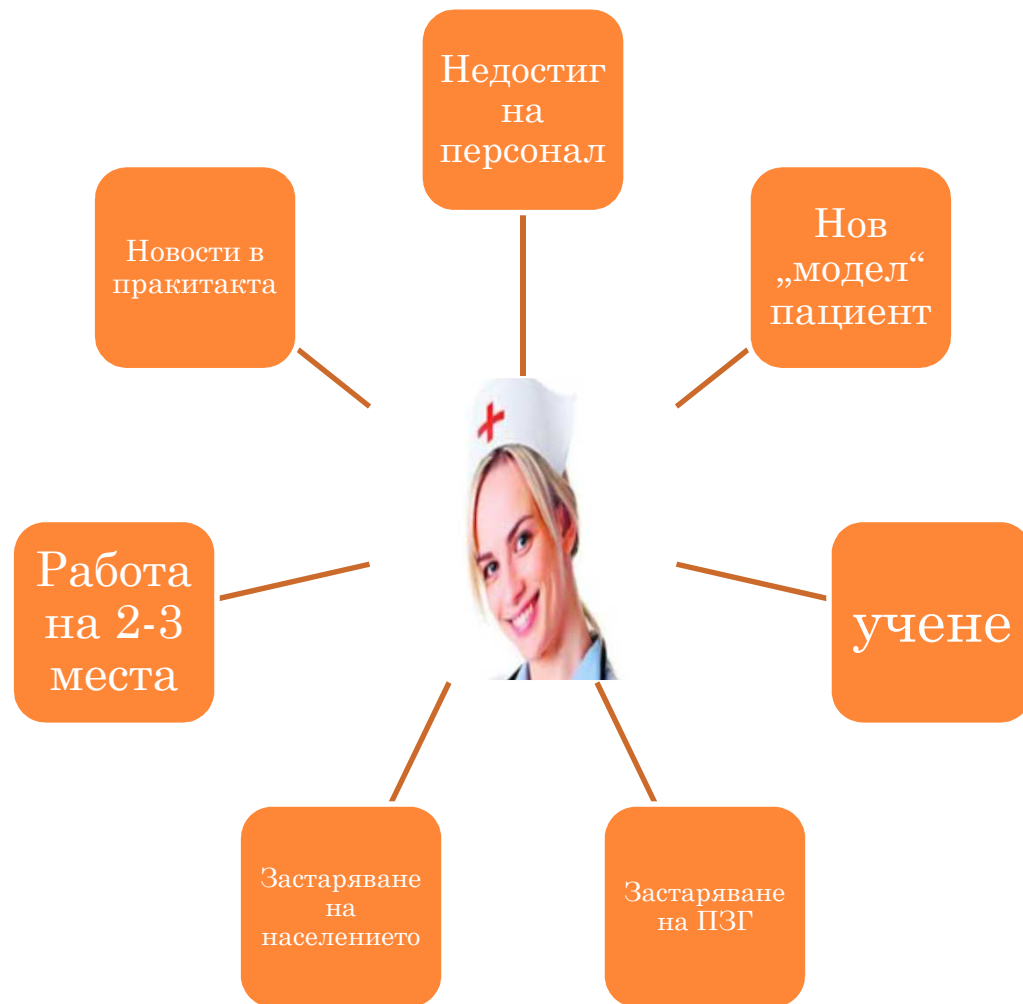 Недостиг
на
персонал
Нов
„модел“
пациент
учене
Застаряване
на ПЗГ
Застаряване
на
населението
Работа
на 2-3
места
Новости в
пракитакта